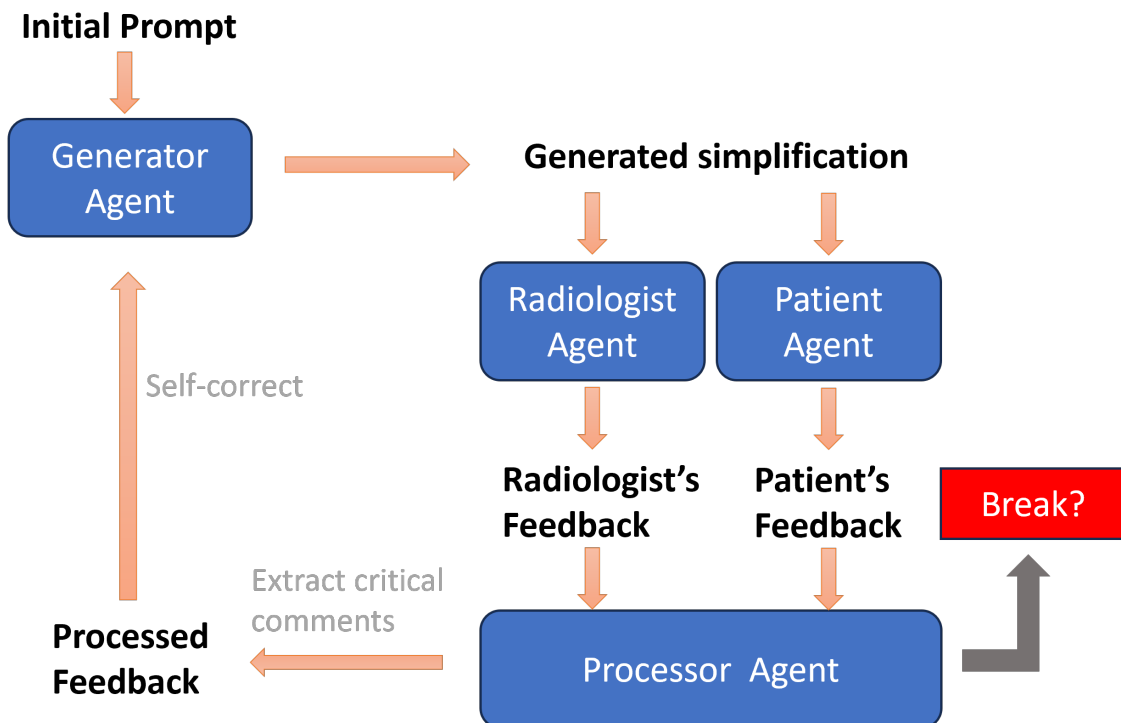 Initial Prompt
Generator
Agent
Generated simplification
Radiologist
Agent
Patient
Agent
Self-correct
Radiologist's
Feedback
Patient's
Feedback
Break?
Extract critical
comments
Processed
Feedback
Processor Agent